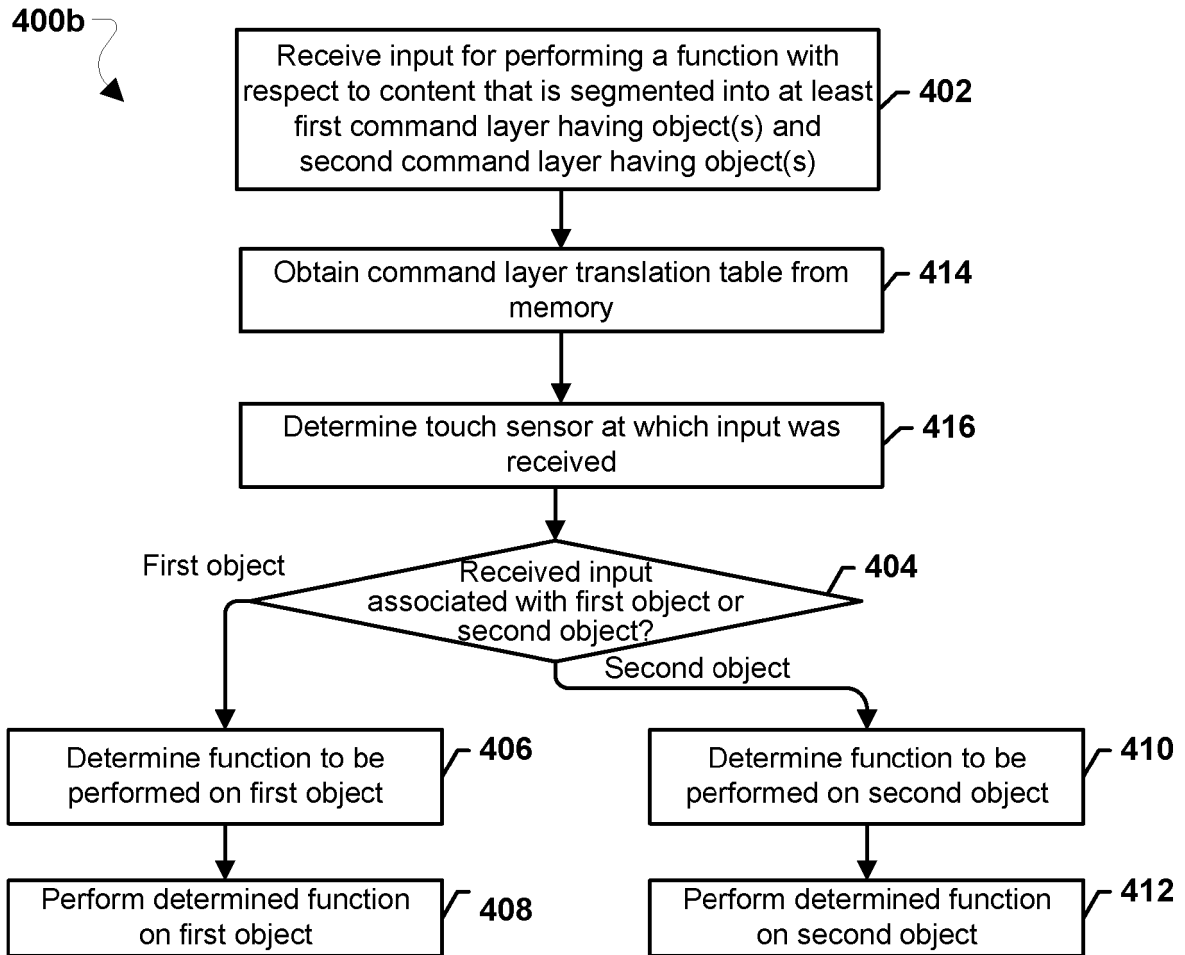 400b
Receive input for performing a function with
respect to content that is segmented into at least
first command layer having object(s) and
second command layer having object(s)
402
Obtain command layer translation table from
memory
414
Determine touch sensor at which input was
received
416
First object
Received input
associated with first object or
second object?
404
Second object
Determine function to be
performed on first object
406
Determine function to be
performed on second object
410
Perform determined function
on first object
408
Perform determined function
on second object
412